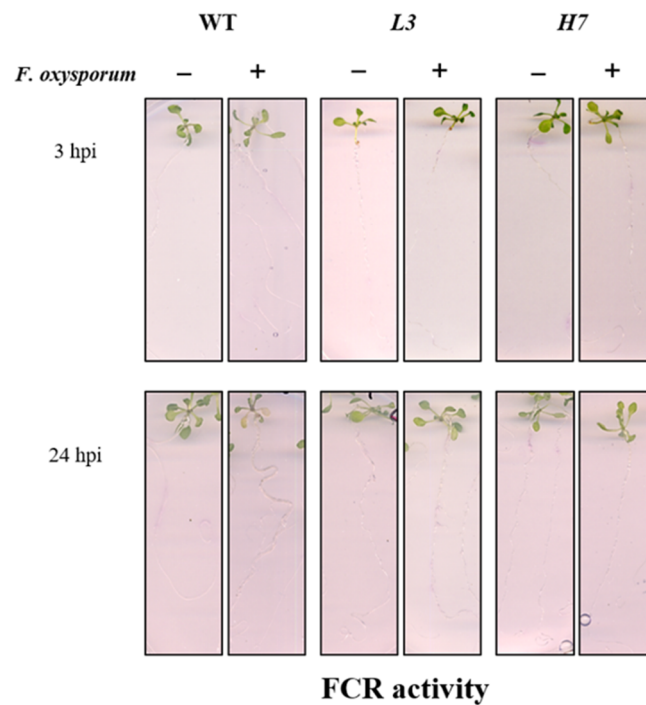 WT L3 H7
F. oxysporum − + − + − +
3 hpi
24 hpi
FCR activity